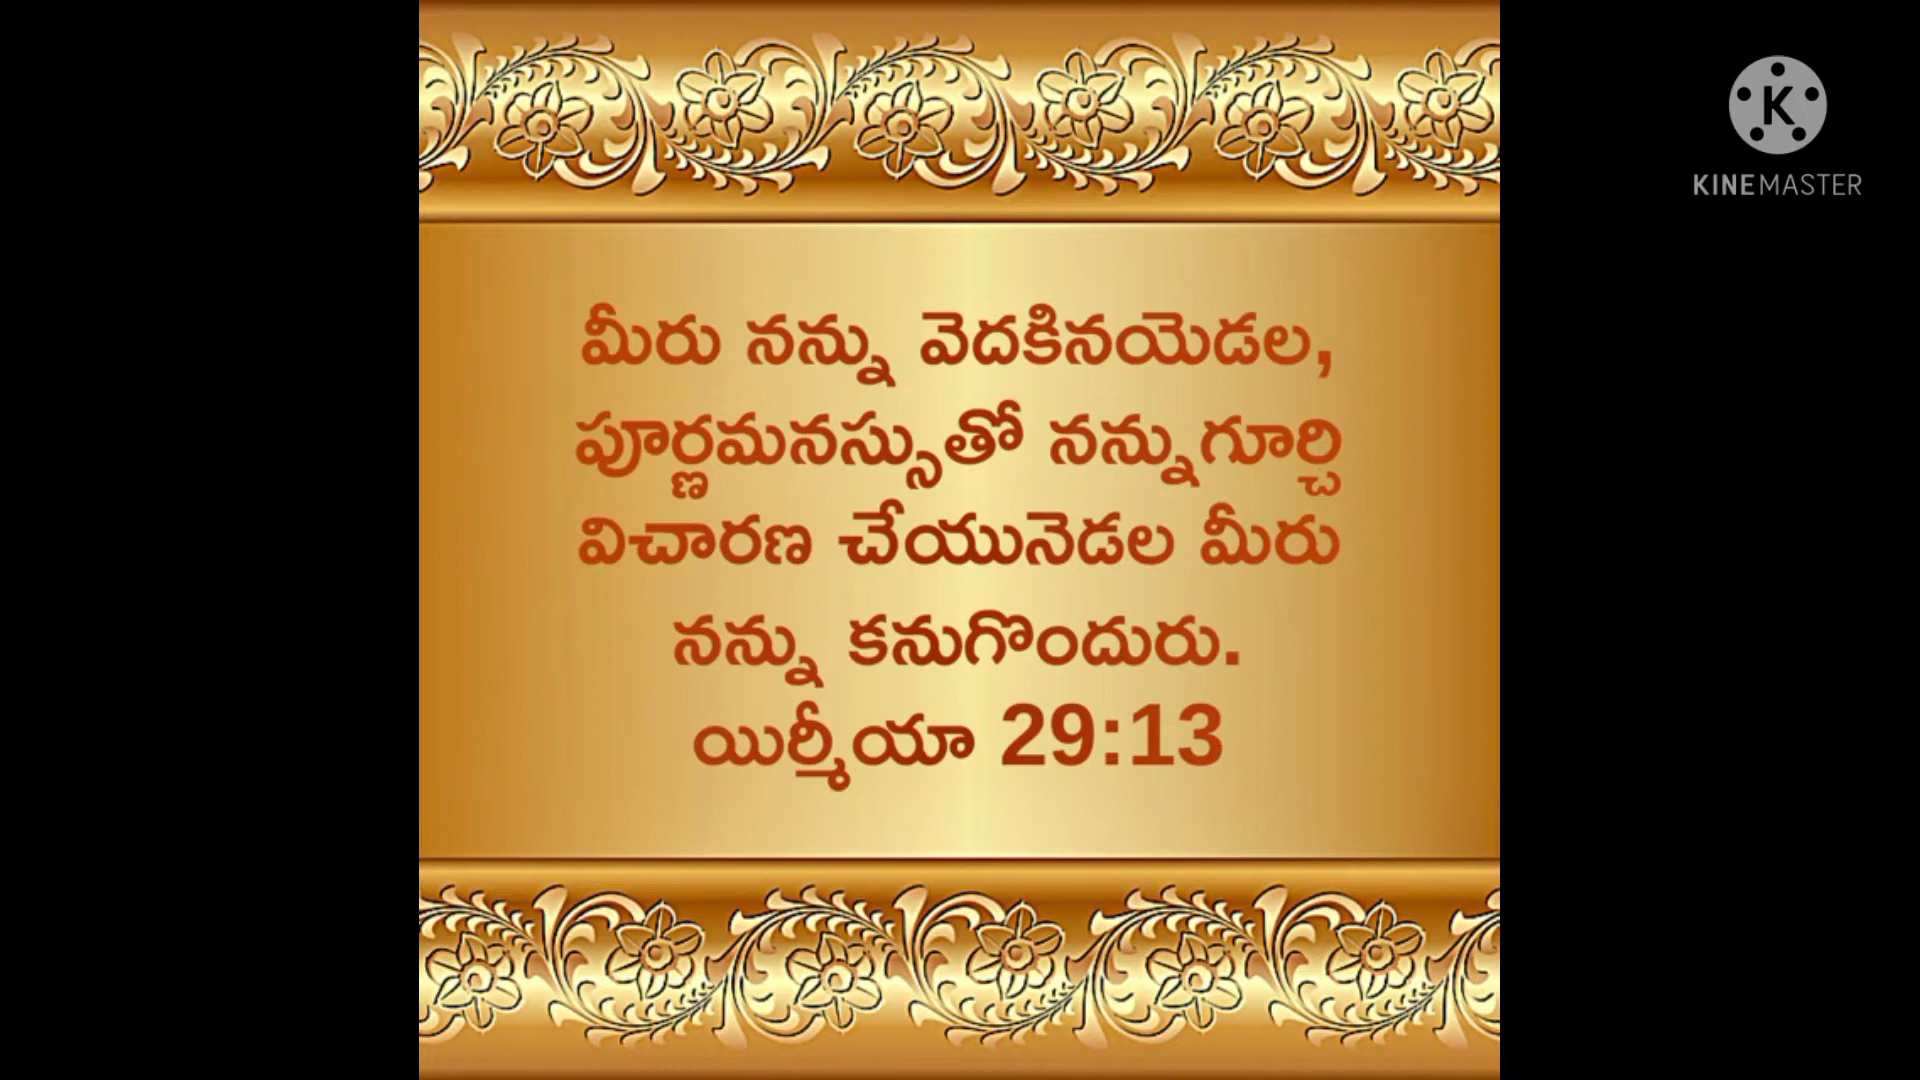 మీరు నన్ను వెదకినయెడల,
పూర్ణమనస్సుతో నన్నుగూర్చి
విచారణ చేయునెడల మీరు
నన్ను కనుగొందురు.
యిర్మీయా 29:13
K
KINEMASTER